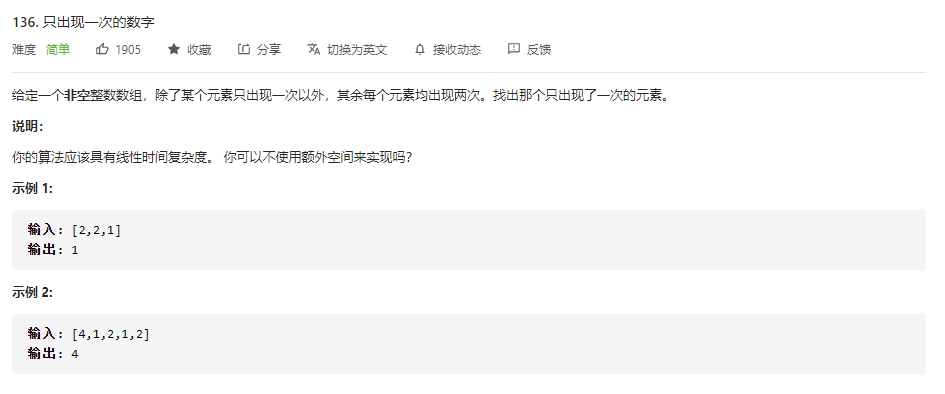 136. 只出现一次的数字
难度 简单 1905 收藏 分享 切换为英文 接收动态 反馈
给定一个非空整数数组，除了某个元素只出现一次以外，其余每个元素均出现两次。找出那个只出现了一次的元素。
说明：
你的算法应该具有线性时间复杂度。 你可以不使用额外空间来实现吗？
示例 1:
输入: [2,2,1]
输出: 1
示例 2:
输入: [4,1,2,1,2]
输出: 4